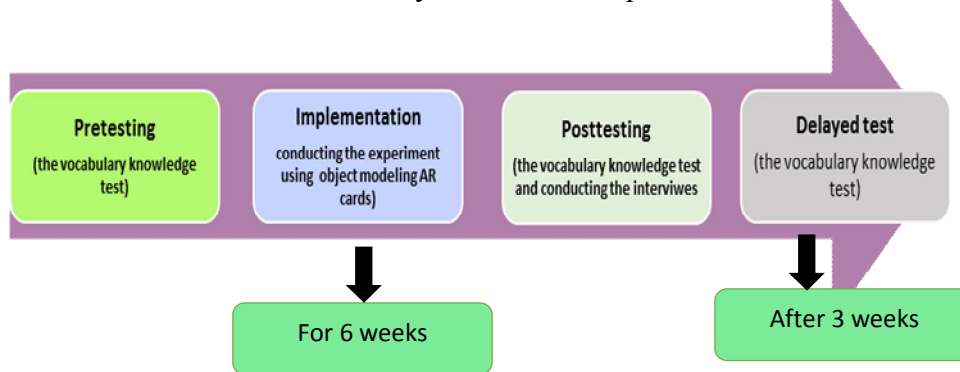 Pretesting
(the vocabulary knowledge
test)
Implementation
conducting the experiment
using object modeling AR
cards)
Posttesting
(the vocabulary knowledge test
and conducting the interviwes
Delayed test
(the vocabulary knowledge
test)
For 6 weeks
After 3 weeks